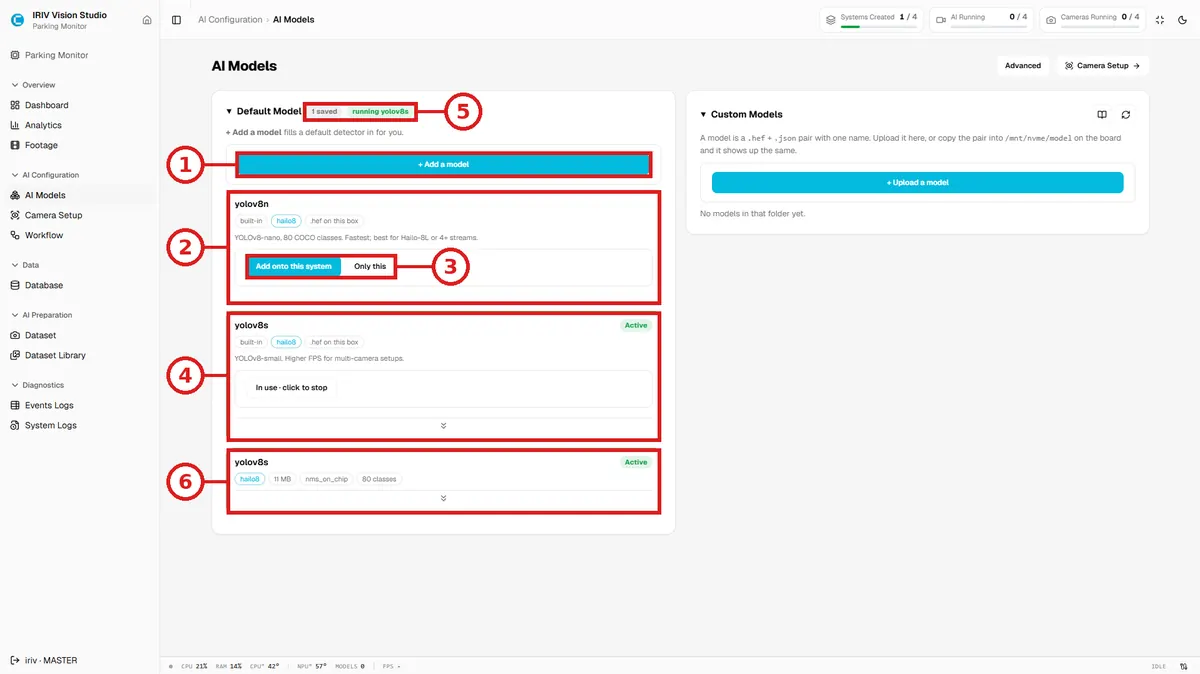 IRIV Vision Studio
Parking Monitor
Parking Monitor
Overview
Dashboard
Analytics
Footage
AI Configuration
AI Models
Camera Setup
Workflow
Data
Database
AI Preparation
Dataset
Dataset Library
Diagnostics
Events Logs
System Logs
iriv · MASTER
AI Configuration › AI Models
Systems Created 1 / 4
AI Running 0 / 4
Cameras Running 0 / 4
AI Models
Advanced
Camera Setup →
▼ Default Model 1 saved running yolov8s
5
+ Add a model fills a default detector in for you.
1
+ Add a model
yolov8n
built-in hailo8 .hef on this box
2
YOLOv8-nano, 80 COCO classes. Fastest; best for Hailo-8L or 4+ streams.
Add onto this system Only this
3
yolov8s Active
built-in hailo8 .hef on this box
YOLOv8-small. Higher FPS for multi-camera setups.
4
In use · click to stop
yolov8s Active
6
hailo8 11 MB nms_on_chip 80 classes
▼ Custom Models
A model is a .hef + .json pair with one name. Upload it here, or copy the pair into /mnt/nvme/model on the board
and it shows up the same.
+ Upload a model
No models in that folder yet.
CPU 21% RAM 14% CPU° 42° NPU° 57° MODELS 0 FPS -
IDLE